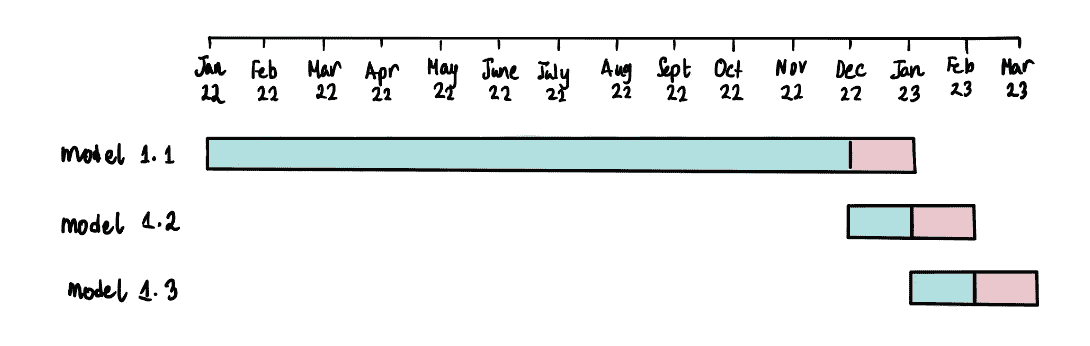 Jan Feb Mar Apr May June July Aug Sept Oct Nov Dec Jan Feb Mar
22 22 22 22 22 22 21 22 22 22 22 22 23 23 23
model 1.1
model 1.2
model 1.3